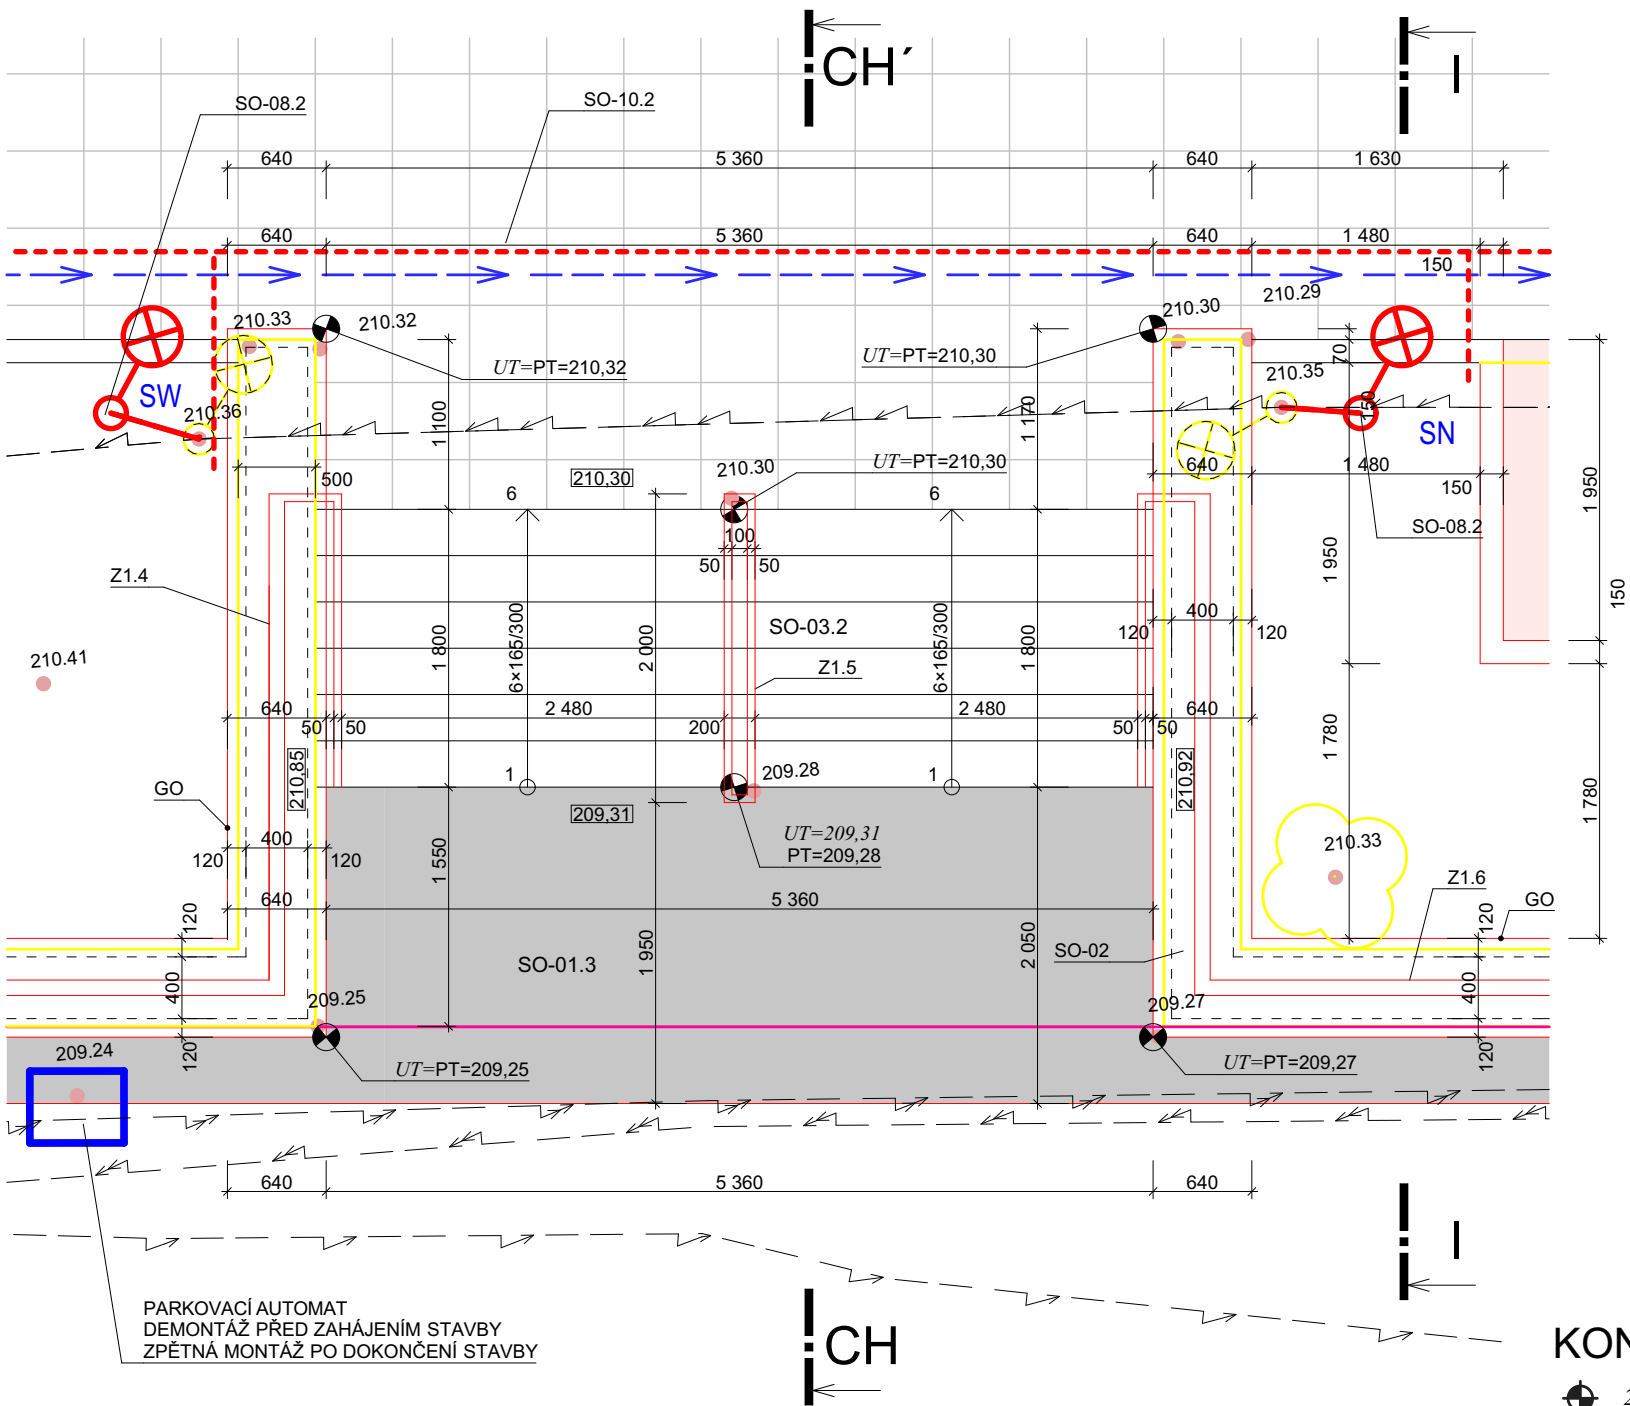 CH´
I
SO-08.2
SO-10.2
640
5 360
640
1 630
640
5 360
640
1 480
150
210.33
210.32
210.30
210.29
UT=PT=210,32
UT=PT=210,30
70
210.35
SW
210.36
1 100
1 170
150
SN
210,30
210.30
UT=PT=210,30
640
1 480
500
6
6
150
1 950
100
SO-08.2
50
50
1 950
Z1.4
150
6×165/300
SO-03.2
6×165/300
400
120
120
210.41
1 800
2 000
1 800
Z1.5
640
2 480
2 480
640
50
50
200
50
50
1 780
210,85
1
209.28
1
210,92
GO
209,31
1 780
UT=209,31
PT=209,28
210.33
400
120
120
1 550
Z1.6
640
5 360
120
120
GO
SO-01.3
1 950
2 050
SO-02
400
209.25
209.27
400
209.24
120
UT=PT=209,25
UT=PT=209,27
120
640
5 360
640
I
PARKOVACÍ AUTOMAT
DEMONTÁŽ PŘED ZAHÁJENÍM STAVBY
ZPĚTNÁ MONTÁŽ PO DOKONČENÍ STAVBY
CH
KON
2